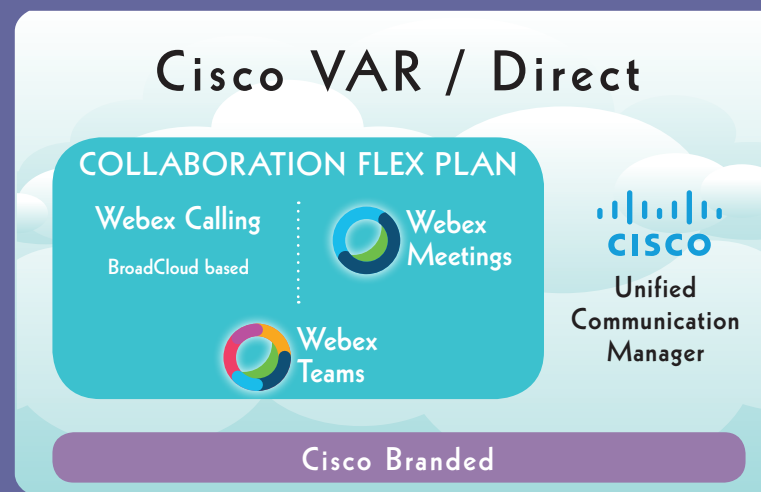 Cisco VAR / Direct
COLLABORATION FLEX PLAN
Webex Calling
BroadCloud based
Webex
Meetings
Webex
Teams
CISCO
Unified
Communication
Manager
Cisco Branded